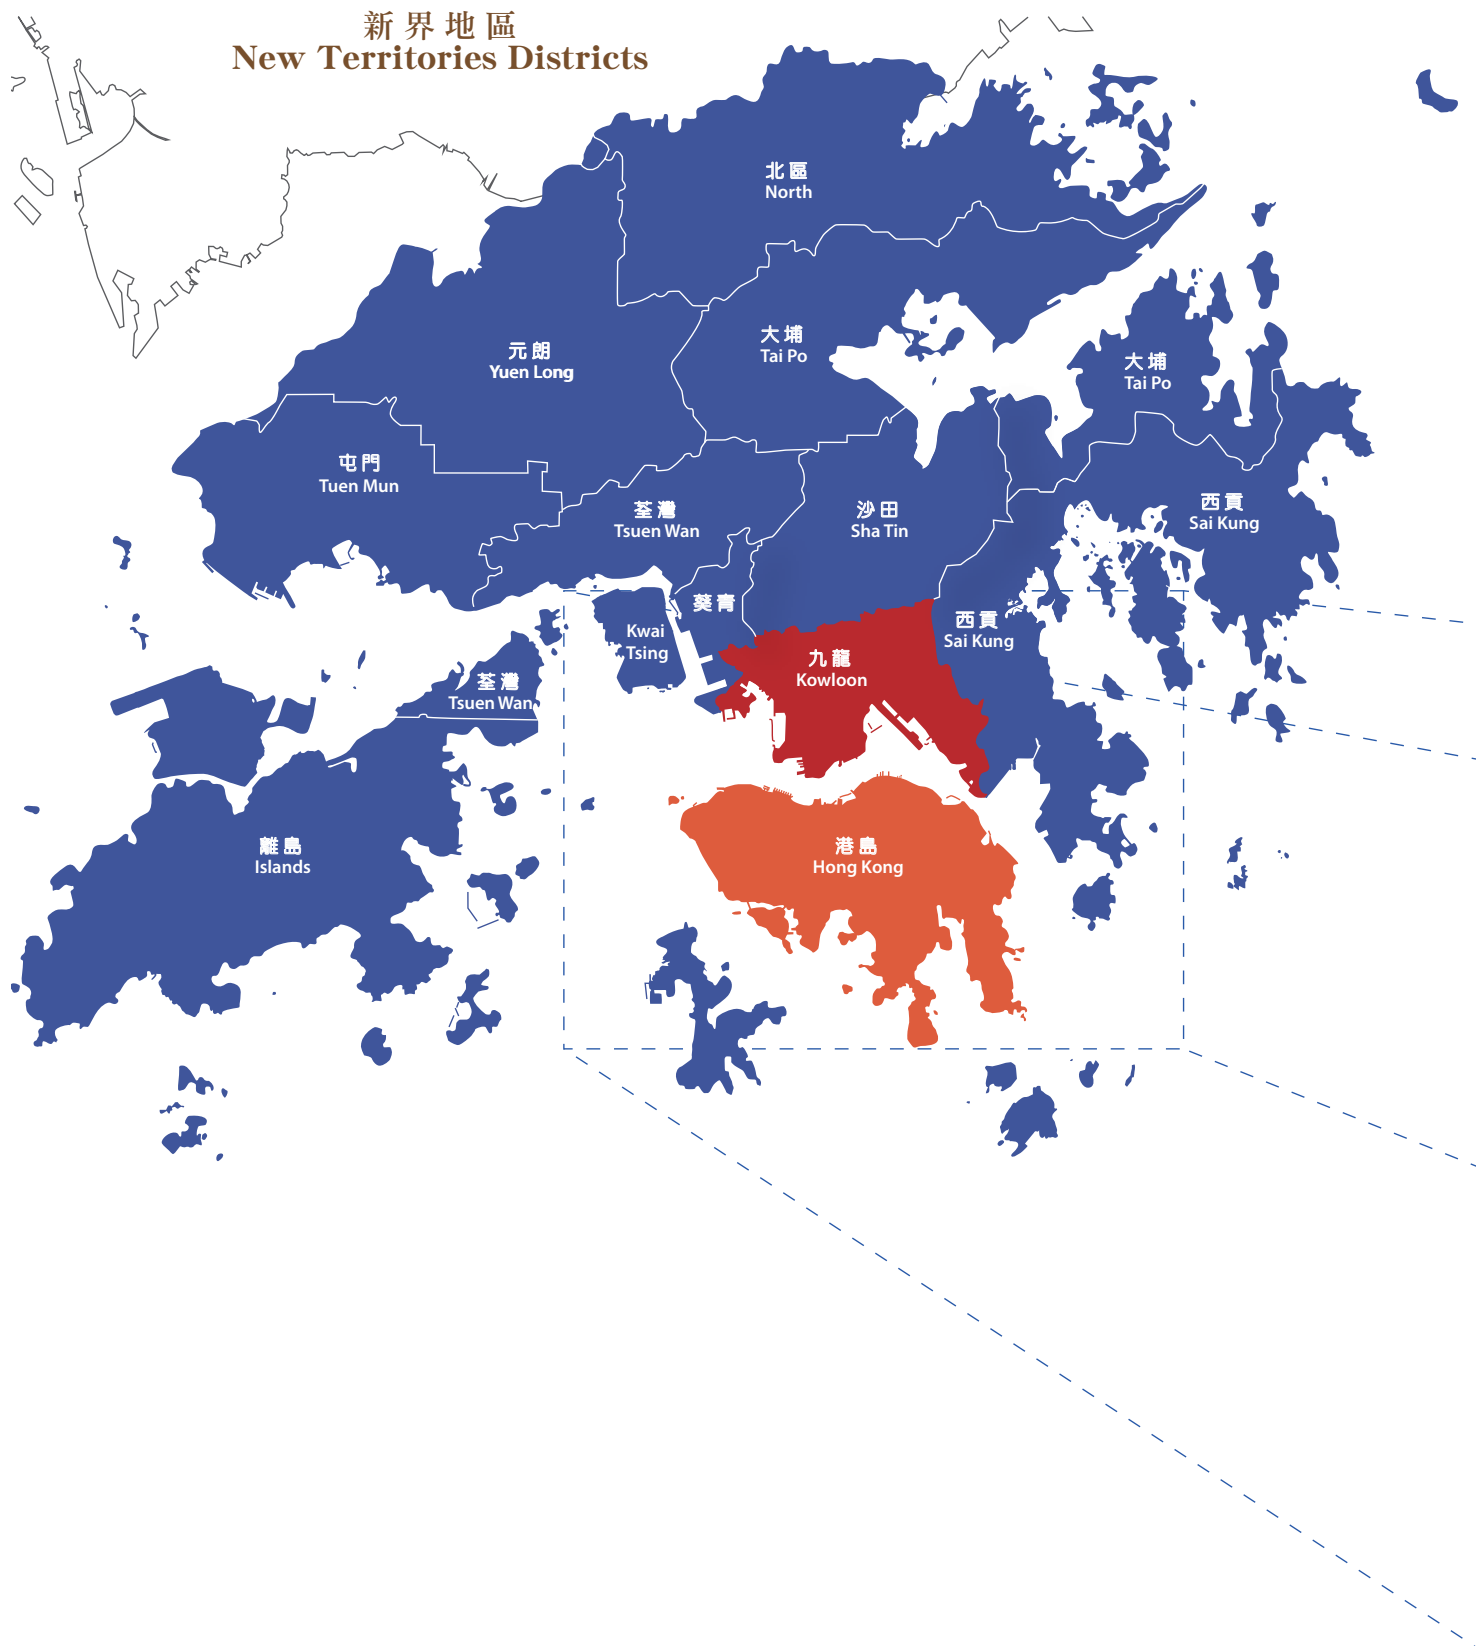 新界地區
New Territories Districts
北區
North
大埔
Tai Po
元朗
Yuen Long
大埔
Tai Po
屯門
Tuen Mun
荃灣
Tsuen Wan
沙田
Sha Tin
西貢
Sai Kung
葵青
Kwai
Tsing
西貢
Sai Kung
九龍
Kowloon
荃灣
Tsuen Wan
離島
Islands
港島
Hong Kong